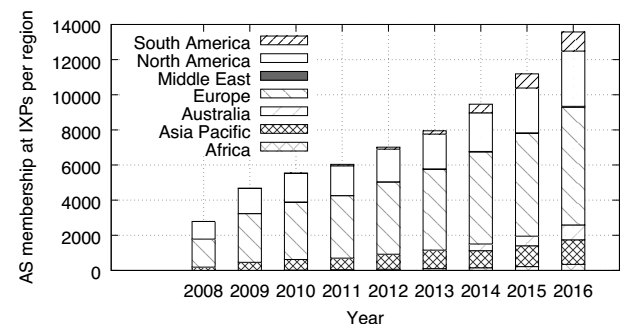 14000
12000
10000
8000
6000
4000
2000
0
AS membership at IXPs per region
South America
North America
Middle East
Europe
Australia
Asia Pacific
Africa
2008 2009 2010 2011 2012 2013 2014 2015 2016
Year